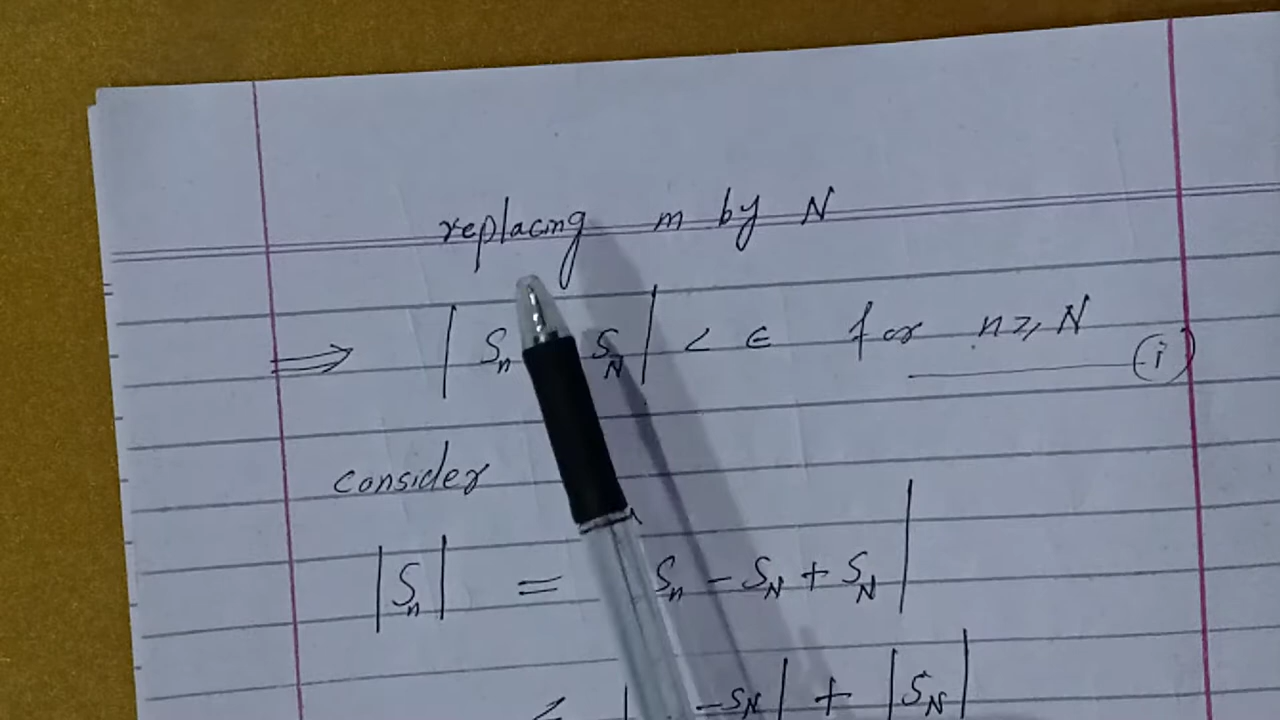 replacing m by N
⟹ | Sn SN | < ∈ for n ≥ N (i)
consider
|Sn| = Sn - SN + SN |
≤ | - SN | + | SN |